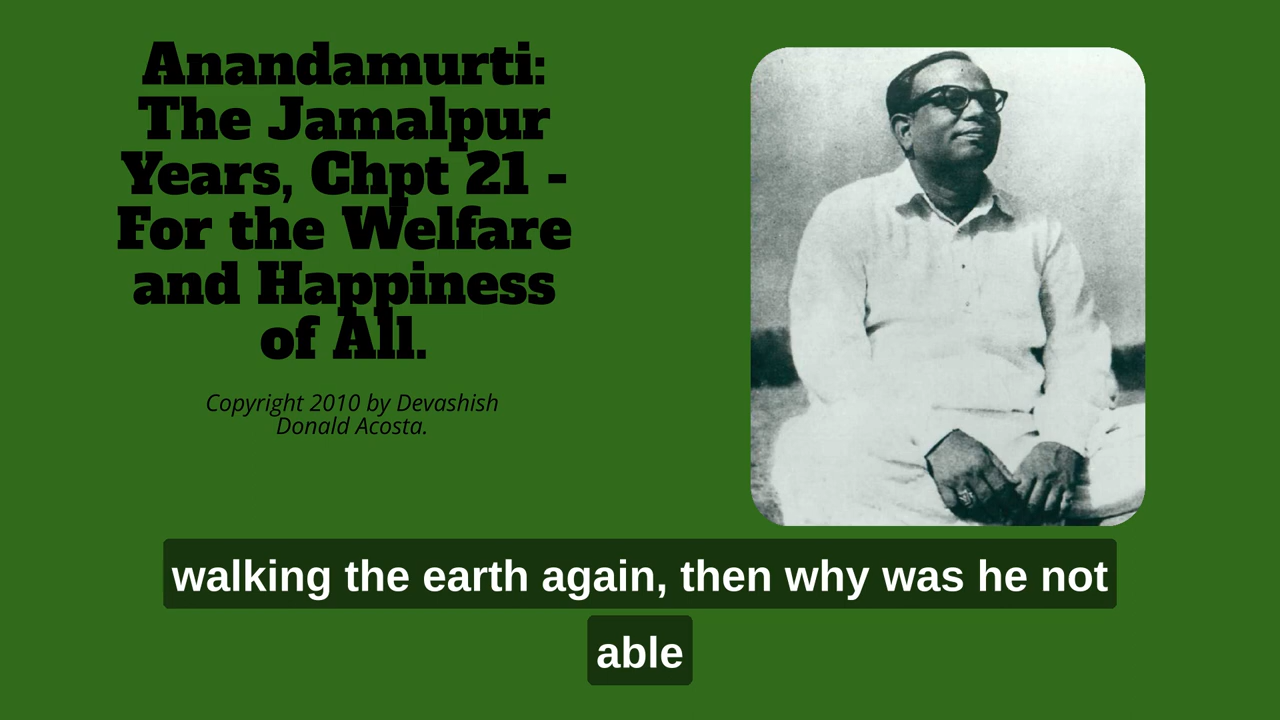 Anandamurti:
The Jamalpur
Years, Chpt 21 -
For the Welfare
and Happiness
of All.
Copyright 2010 by Devashish
Donald Acosta.
walking the earth again, then why was he not
able